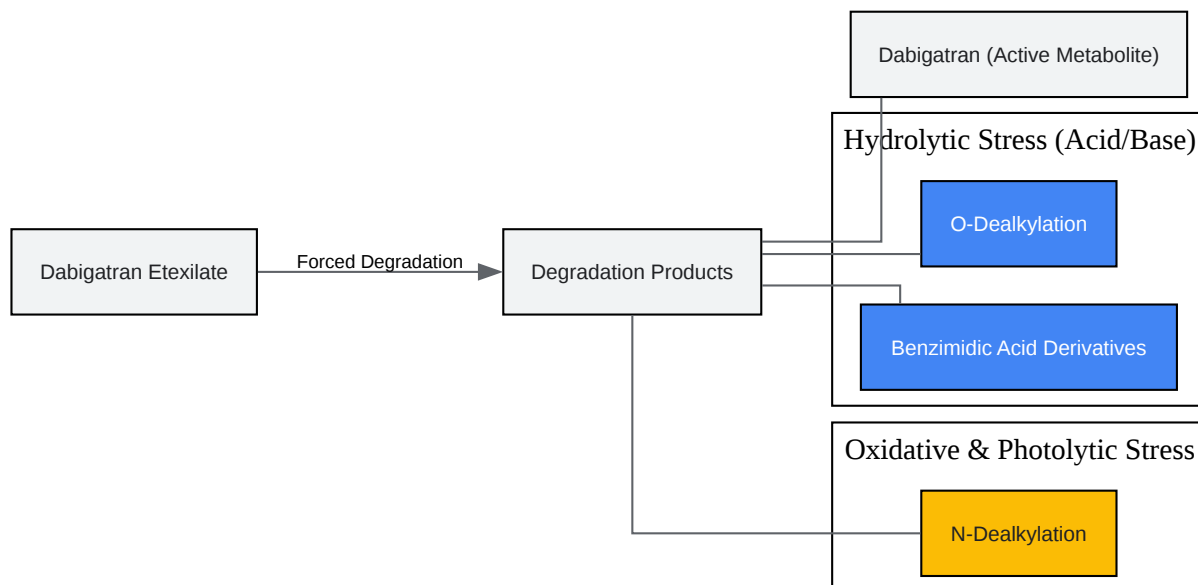 Dabigatran (Active Metabolite)
Hydrolytic Stress (Acid/Base)
O-Dealkylation
Dabigatran Etexilate
Forced Degradation
Degradation Products
Benzimidic Acid Derivatives
Oxidative & Photolytic Stress
N-Dealkylation